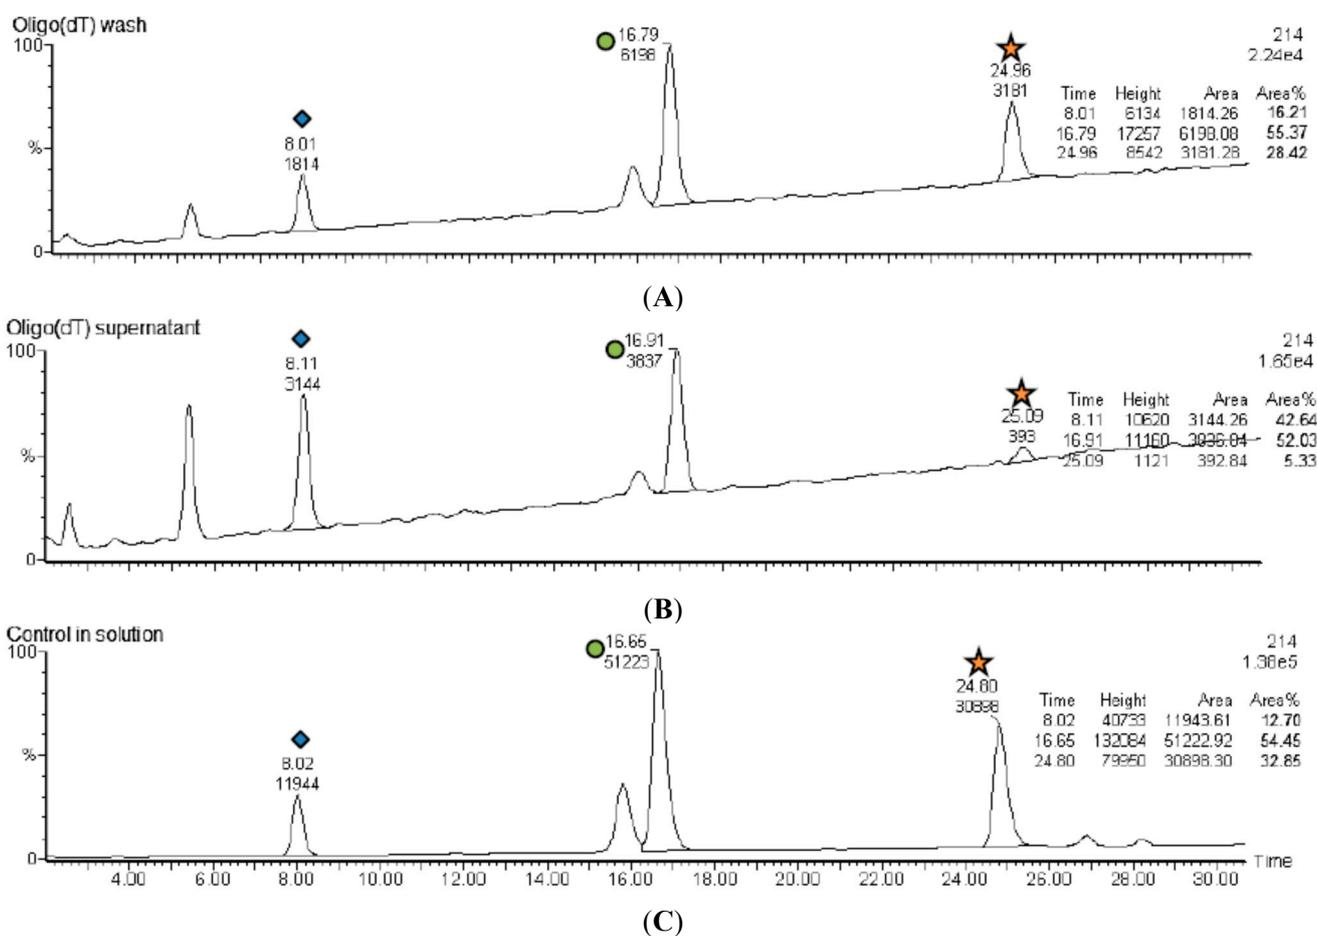 Oligo(dT) wash
100
%
0
8.01
1814
16.79
6198
24.96
3181
214
2.24e4
Time Height Area Area%
8.01 6134 1814.26 16.21
16.79 17257 6198.08 55.37
24.96 8542 3181.28 28.42
(A)
Oligo(dT) supernatant
100
%
0
8.11
3144
16.91
3837
25.09
393
214
1.65e4
Time Height Area Area%
8.11 10620 3144.26 42.64
16.91 11160 52.03
25.09 1121 392.84 5.33
(B)
Control in solution
100
%
0
8.02
11944
16.65
51223
24.80
30898
214
1.38e5
Time Height Area Area%
8.02 40733 11943.61 12.70
16.65 132084 51222.92 54.45
24.80 79950 30898.30 32.85
Time
4.00 6.00 8.00 10.00 12.00 14.00 16.00 18.00 20.00 22.00 24.00 26.00 28.00 30.00
(C)